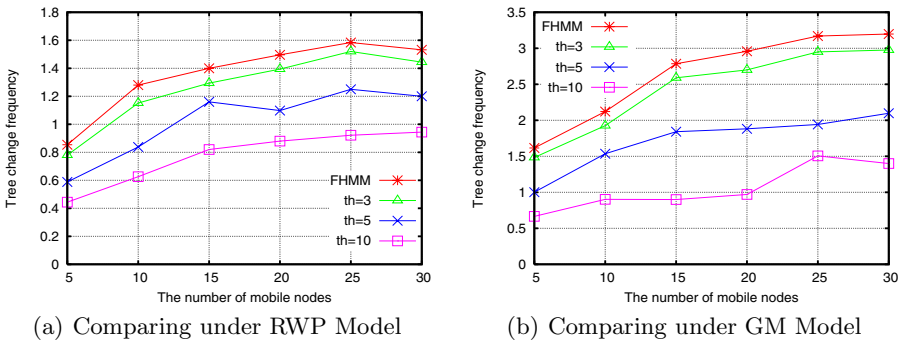 1.8
1.6
1.4
1.2
1
0.8
0.6
0.4
0.2
0
Tree change frequency
FHMM
th=3
th=5
th=10
5 10 15 20 25 30
The number of mobile nodes
(a) Comparing under RWP Model
3.5
3
2.5
2
1.5
1
0.5
0
Tree change frequency
FHMM
th=3
th=5
th=10
5 10 15 20 25 30
The number of mobile nodes
(b) Comparing under GM Model